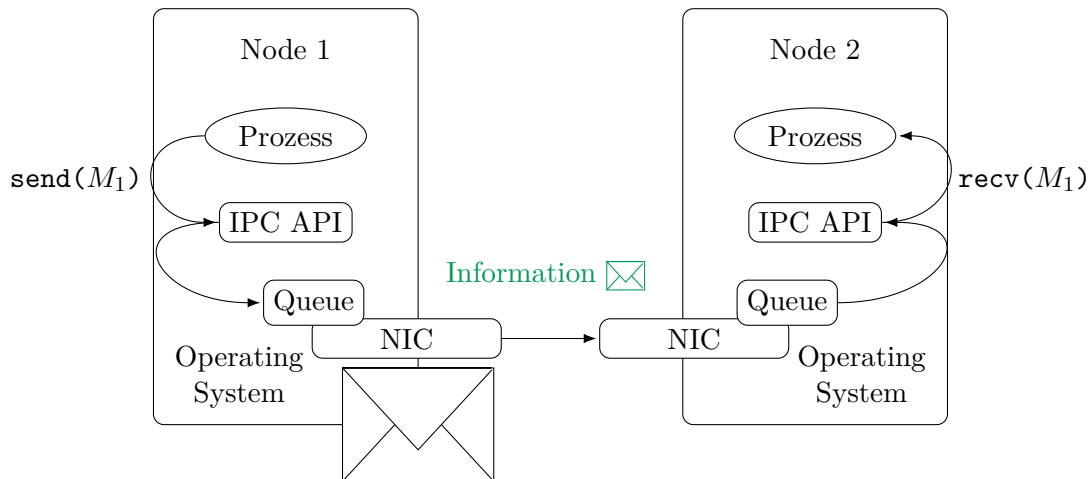 Node 1
Node 2
Prozess
Prozess
send(M₁)
recv(M₁)
IPC API
IPC API
Information
Queue
Queue
NIC
NIC
Operating
System
Operating
System